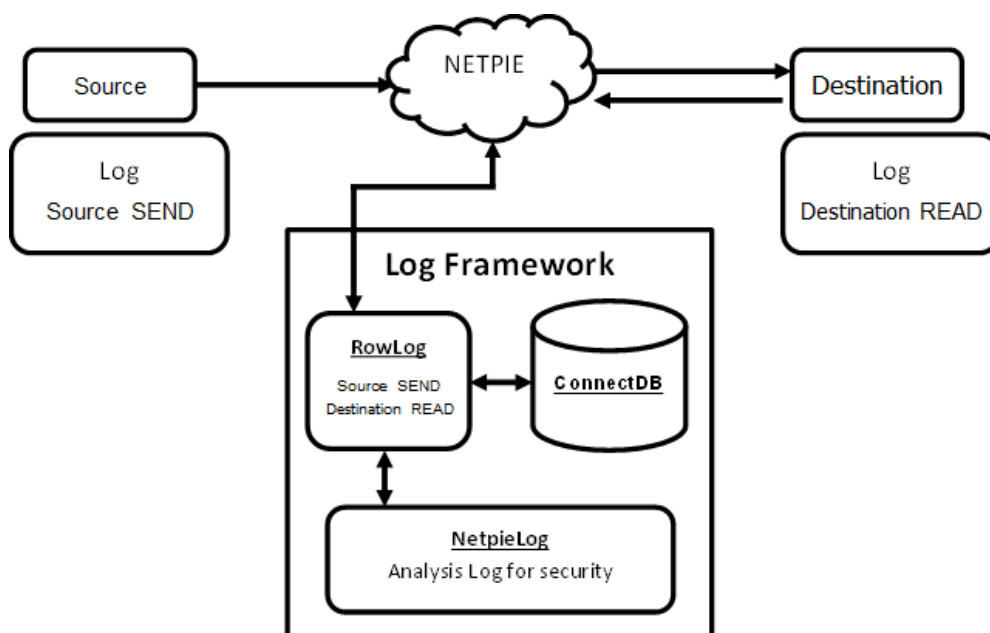 NETPIE
Source
Destination
Log
Source SEND
Log
Destination READ
Log Framework
RowLog
Source SEND
Destination READ
ConnectDB
NetpieLog
Analysis Log for security